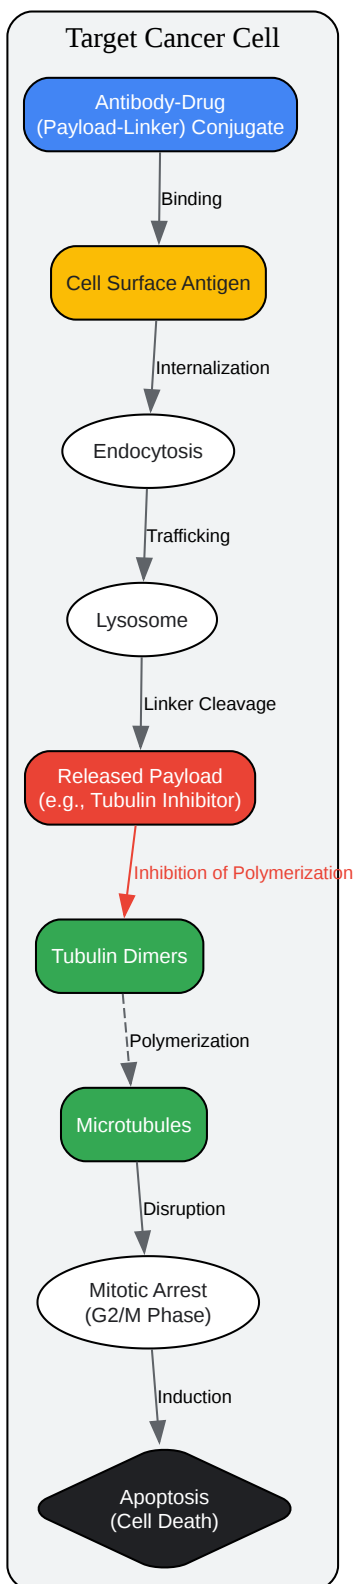 Target Cancer Cell
Antibody-Drug
(Payload-Linker) Conjugate
Binding
Cell Surface Antigen
Internalization
Endocytosis
Trafficking
Lysosome
Linker Cleavage
Released Payload
(e.g., Tubulin Inhibitor)
Inhibition of Polymerization
Tubulin Dimers
Polymerization
Microtubules
Disruption
Mitotic Arrest
(G2/M Phase)
Induction
Apoptosis
(Cell Death)